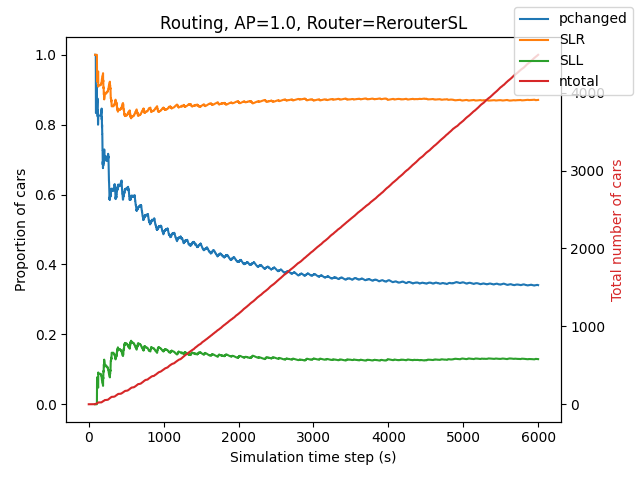 Routing, AP=1.0, Router=RerouterSL
pchanged
SLR
SLL
ntotal
1.0
0.8
0.6
0.4
0.2
0.0
Proportion of cars
4000
3000
2000
1000
0
Total number of cars
0 1000 2000 3000 4000 5000 6000
Simulation time step (s)